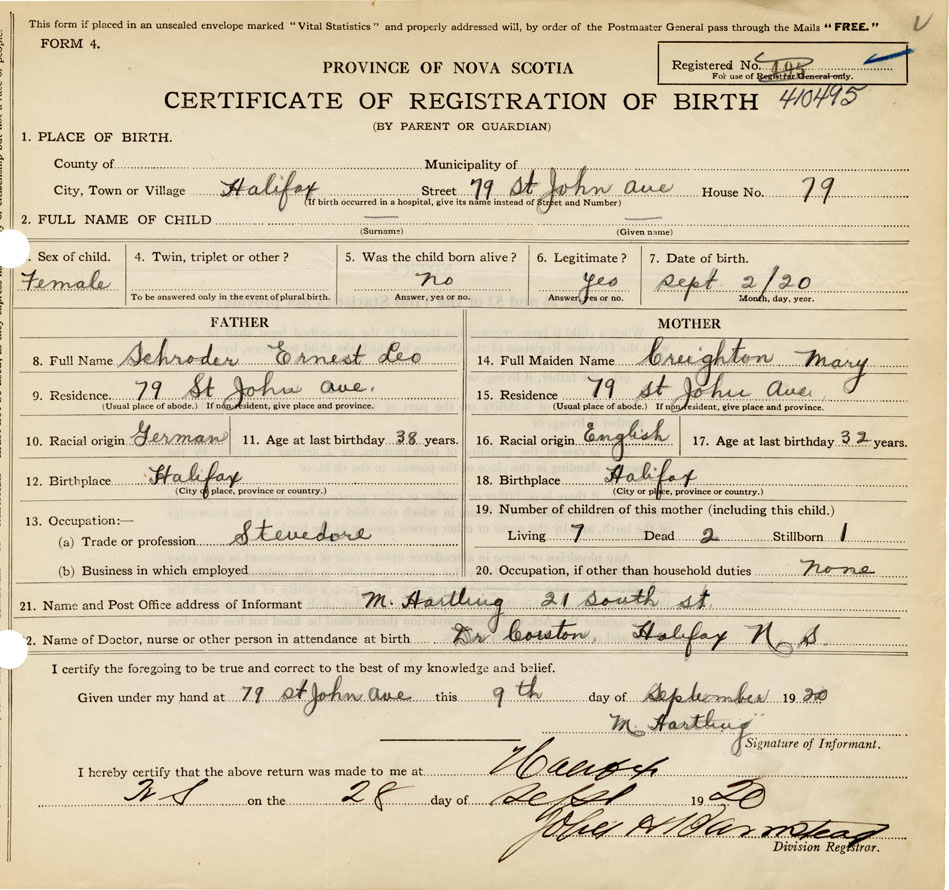 This form if placed in an unsealed envelope marked "Vital Statistics" and properly addressed will, by order of the Postmaster General pass through the Mails "FREE."
FORM 4.
Registered No. 495
For use of Registrar General only.
410495
PROVINCE OF NOVA SCOTIA
CERTIFICATE OF REGISTRATION OF BIRTH
(BY PARENT OR GUARDIAN)
1. PLACE OF BIRTH.
County of Municipality of
City, Town or Village Halifax Street 79 St John ave House No. 79
(If birth occurred in a hospital, give its name instead of Street and Number)
2. FULL NAME OF CHILD — —
(Surname) (Given name)
. Sex of child. 4. Twin, triplet or other? 5. Was the child born alive? 6. Legitimate? 7. Date of birth.
Female No Yes Sept 2/20
To be answered only in the event of plural birth. Answer, yes or no. Answer, yes or no. Month, day, year.
FATHER MOTHER
8. Full Name Schroder Ernest Leo 14. Full Maiden Name Creighton Mary
9. Residence. 79 St John ave. 15. Residence 79 St John Ave.
(Usual place of abode.) If non-resident, give place and province. (Usual place of abode.) If non-resident, give place and province.
10. Racial origin German 11. Age at last birthday 38 years. 16. Racial origin English 17. Age at last birthday 32 years.
12. Birthplace Halifax 18. Birthplace Halifax
(City or place, province or country.) (City or place, province or country.)
13. Occupation:— 19. Number of children of this mother (including this child.)
(a) Trade or profession Stevedore Living 7 Dead 2 Stillborn 1
(b) Business in which employed 20. Occupation, if other than household duties None
21. Name and Post Office address of Informant M. Hartling 21 South st.
2. Name of Doctor, nurse or other person in attendance at birth Dr Corston, Halifax N.S.
I certify the foregoing to be true and correct to the best of my knowledge and belief.
Given under my hand at 79 St John ave this 9th day of September 1920
M. Hartling
Signature of Informant.
I hereby certify that the above return was made to me at Halifax
N S on the 28 day of Sept 1920
John A
Division Registrar.